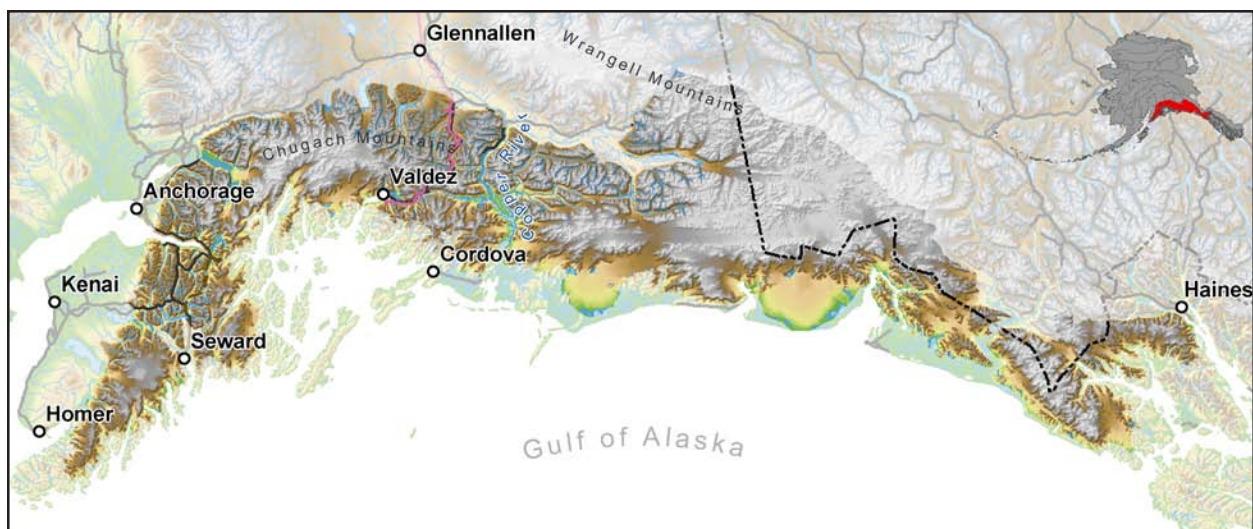 Glennallen
Wrangell Mountains
Chugach Mountains
Copper River
Anchorage
Valdez
Cordova
Kenai
Haines
Seward
Homer
Gulf of Alaska